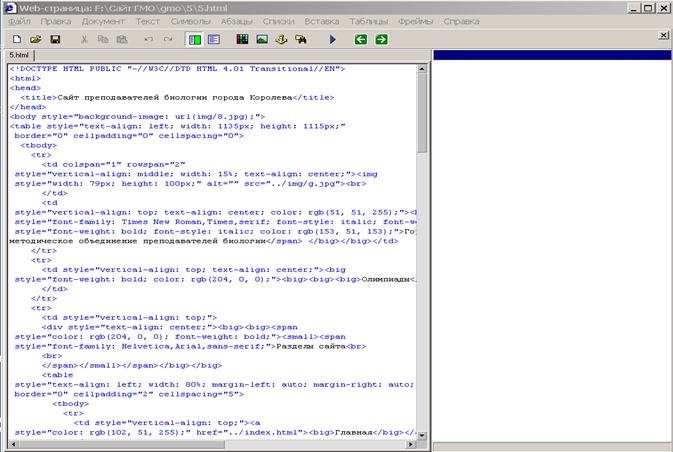 Web-страница: F:\Сайт ГМО\gmo\5\5.html
Файл Правка Документ Текст Символы Абзацы Списки Вставка Таблицы Фреймы Справка
5.html
<!DOCTYPE HTML PUBLIC "-//W3C//DTD HTML 4.01 Transitional//EN">
<html>
<head>
<title>Сайт преподавателей биологии города Королева</title>
</head>
<body style="background-image: url(img/8.jpg);">
<table style="text-align: left; width: 1135px; height: 1115px;"
border="0" cellpadding="0" cellspacing="0">
<tbody>
<tr>
<td colspan="1" rowspan="2"
style="vertical-align: middle; width: 15%; text-align: center;"><img
style="width: 79px; height: 100px;" alt="" src="../img/g.jpg"><br>
</td>
<td
style="vertical-align: top; text-align: center; color: rgb(51, 51, 255);"><b
style="font-family: Times New Roman,Times,serif; font-style: italic; font-w
style="font-weight: bold; font-style: italic; color: rgb(153, 51, 153);">Го
методическое объединение преподавателей биологии</span> </big></big></td>
</tr>
<tr>
<td style="vertical-align: top; text-align: center;"><big
style="font-weight: bold; color: rgb(204, 0, 0);"><big><big><big>Олимпиады<
</td>
</tr>
<tr>
<td style="vertical-align: top;">
<div style="text-align: center;"><big><big><span
style="color: rgb(204, 0, 0); font-weight: bold;"><small><span
style="font-family: Helvetica,Arial,sans-serif;">Разделы сайта<br>
<br>
</span></small></span></big></big>
<table
style="text-align: left; width: 80%; margin-left: auto; margin-right: auto;
border="0" cellpadding="2" cellspacing="5">
<tbody>
<tr>
<td style="vertical-align: top;"><a
style="color: rgb(102, 51, 255);" href="../index.html"><big>Главная</big></